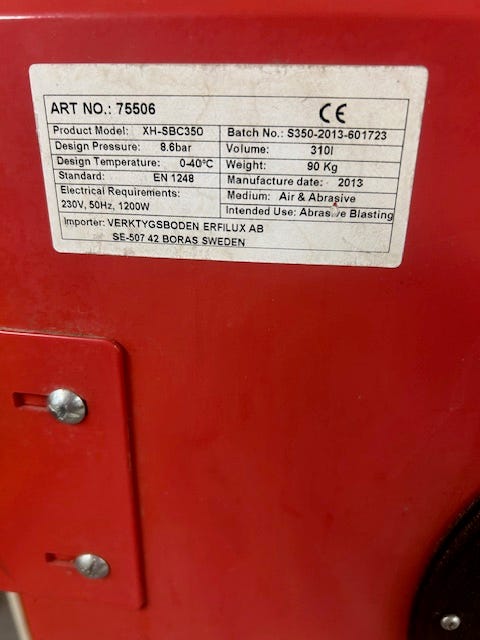 ART NO.: 75506 CE
Product Model: XH-SBC350 Batch No.: S350-2013-601723
Design Pressure: 8.6bar Volume: 310l
Design Temperature: 0-40°C Weight: 90 Kg
Standard: EN 1248 Manufacture date: 2013
Electrical Requirements: Medium: Air & Abrasive
230V, 50Hz, 1200W Intended Use: Abrasive Blasting
Importer: VERKTYGSBODEN ERFILUX AB
SE-507 42 BORAS SWEDEN